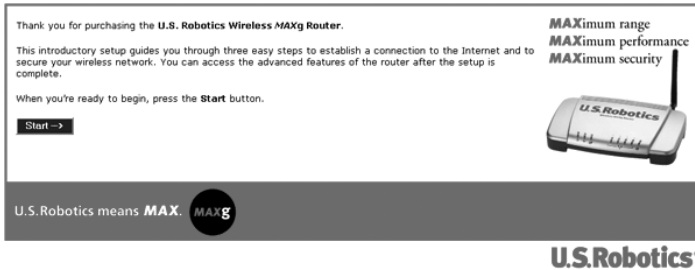 Thank you for purchasing the U.S. Robotics Wireless MAXg Router.
This introductory setup guides you through three easy steps to establish a connection to the Internet and to
secure your wireless network. You can access the advanced features of the router after the setup is
complete.
When you're ready to begin, press the Start button.
Start -->
MAXimum range
MAXimum performance
MAXimum security
U.S.Robotics
U.S.Robotics means MAX. MAXg
U.S.Robotics